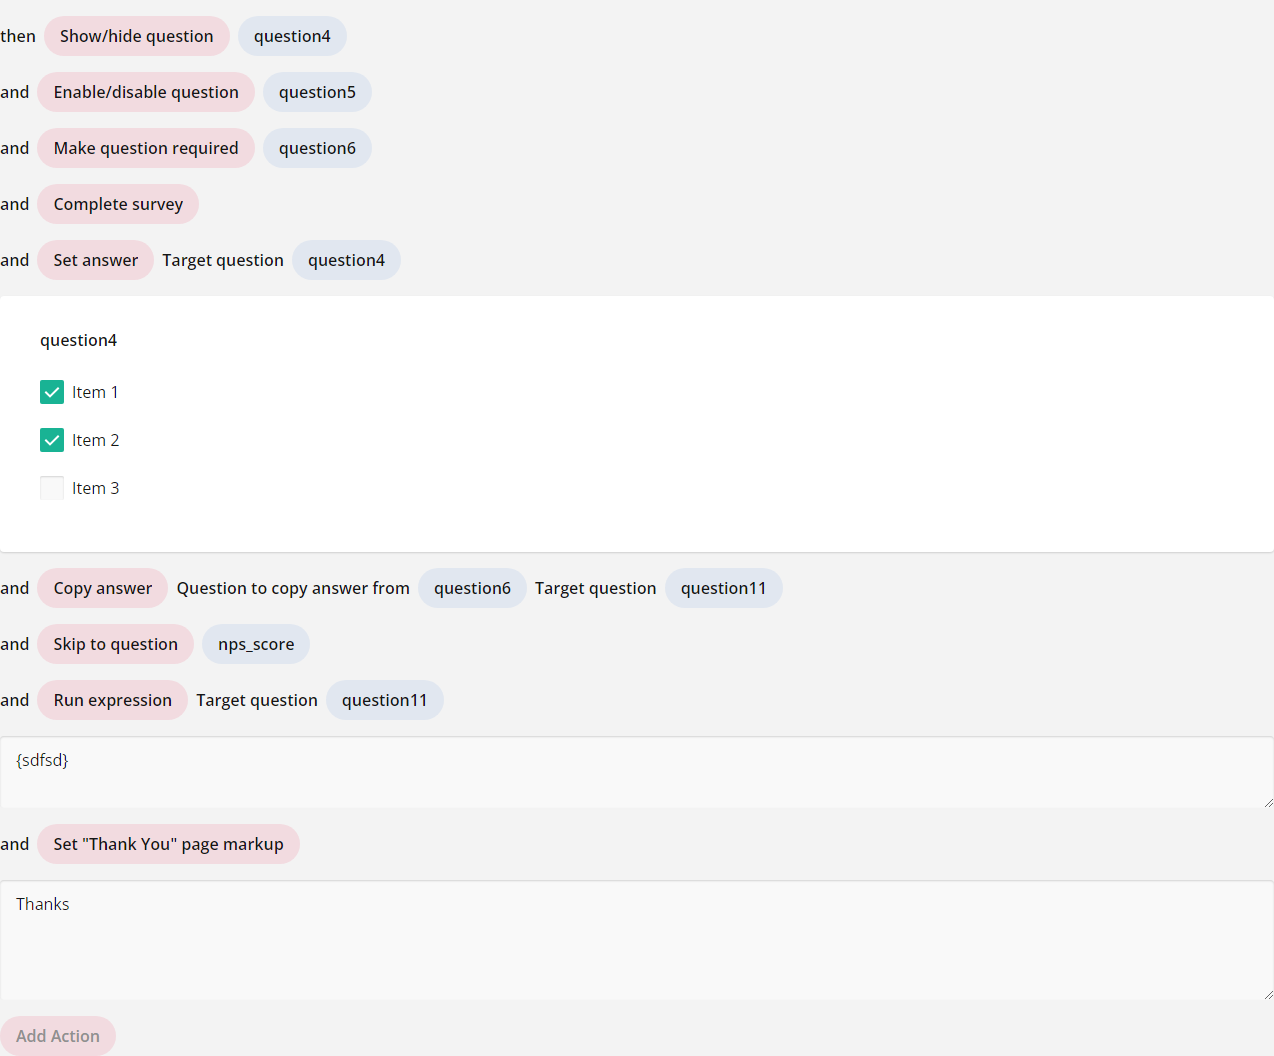 then Show/hide question question4
and Enable/disable question question5
and Make question required question6
and Complete survey
and Set answer Target question question4
question4
Item 1
Item 2
Item 3
and Copy answer Question to copy answer from question6 Target question question11
and Skip to question nps_score
and Run expression Target question question11
{sdfsd}
and Set "Thank You" page markup
Thanks
Add Action